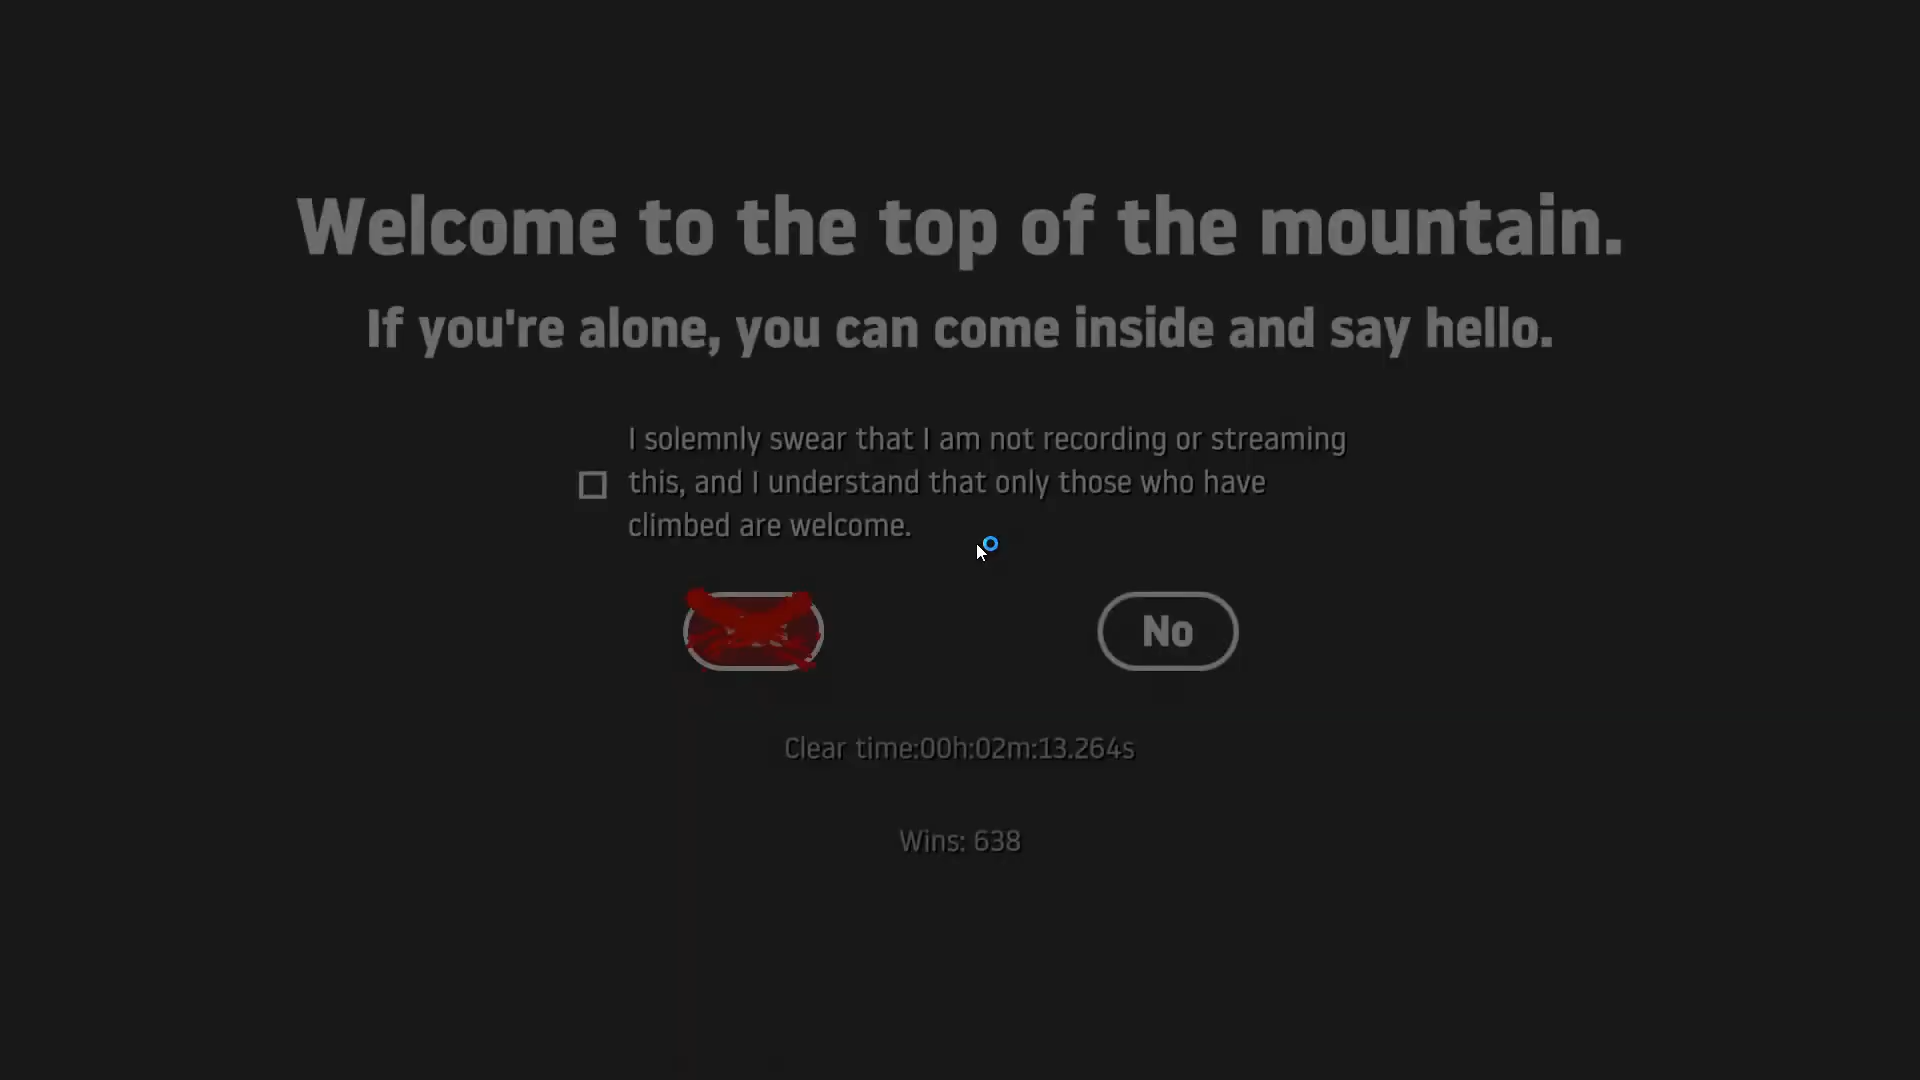 Welcome to the top of the mountain.
If you're alone, you can come inside and say hello.
I solemnly swear that I am not recording or streaming
this, and I understand that only those who have
climbed are welcome.
No
Clear time:00h:02m:13.264s
Wins: 638